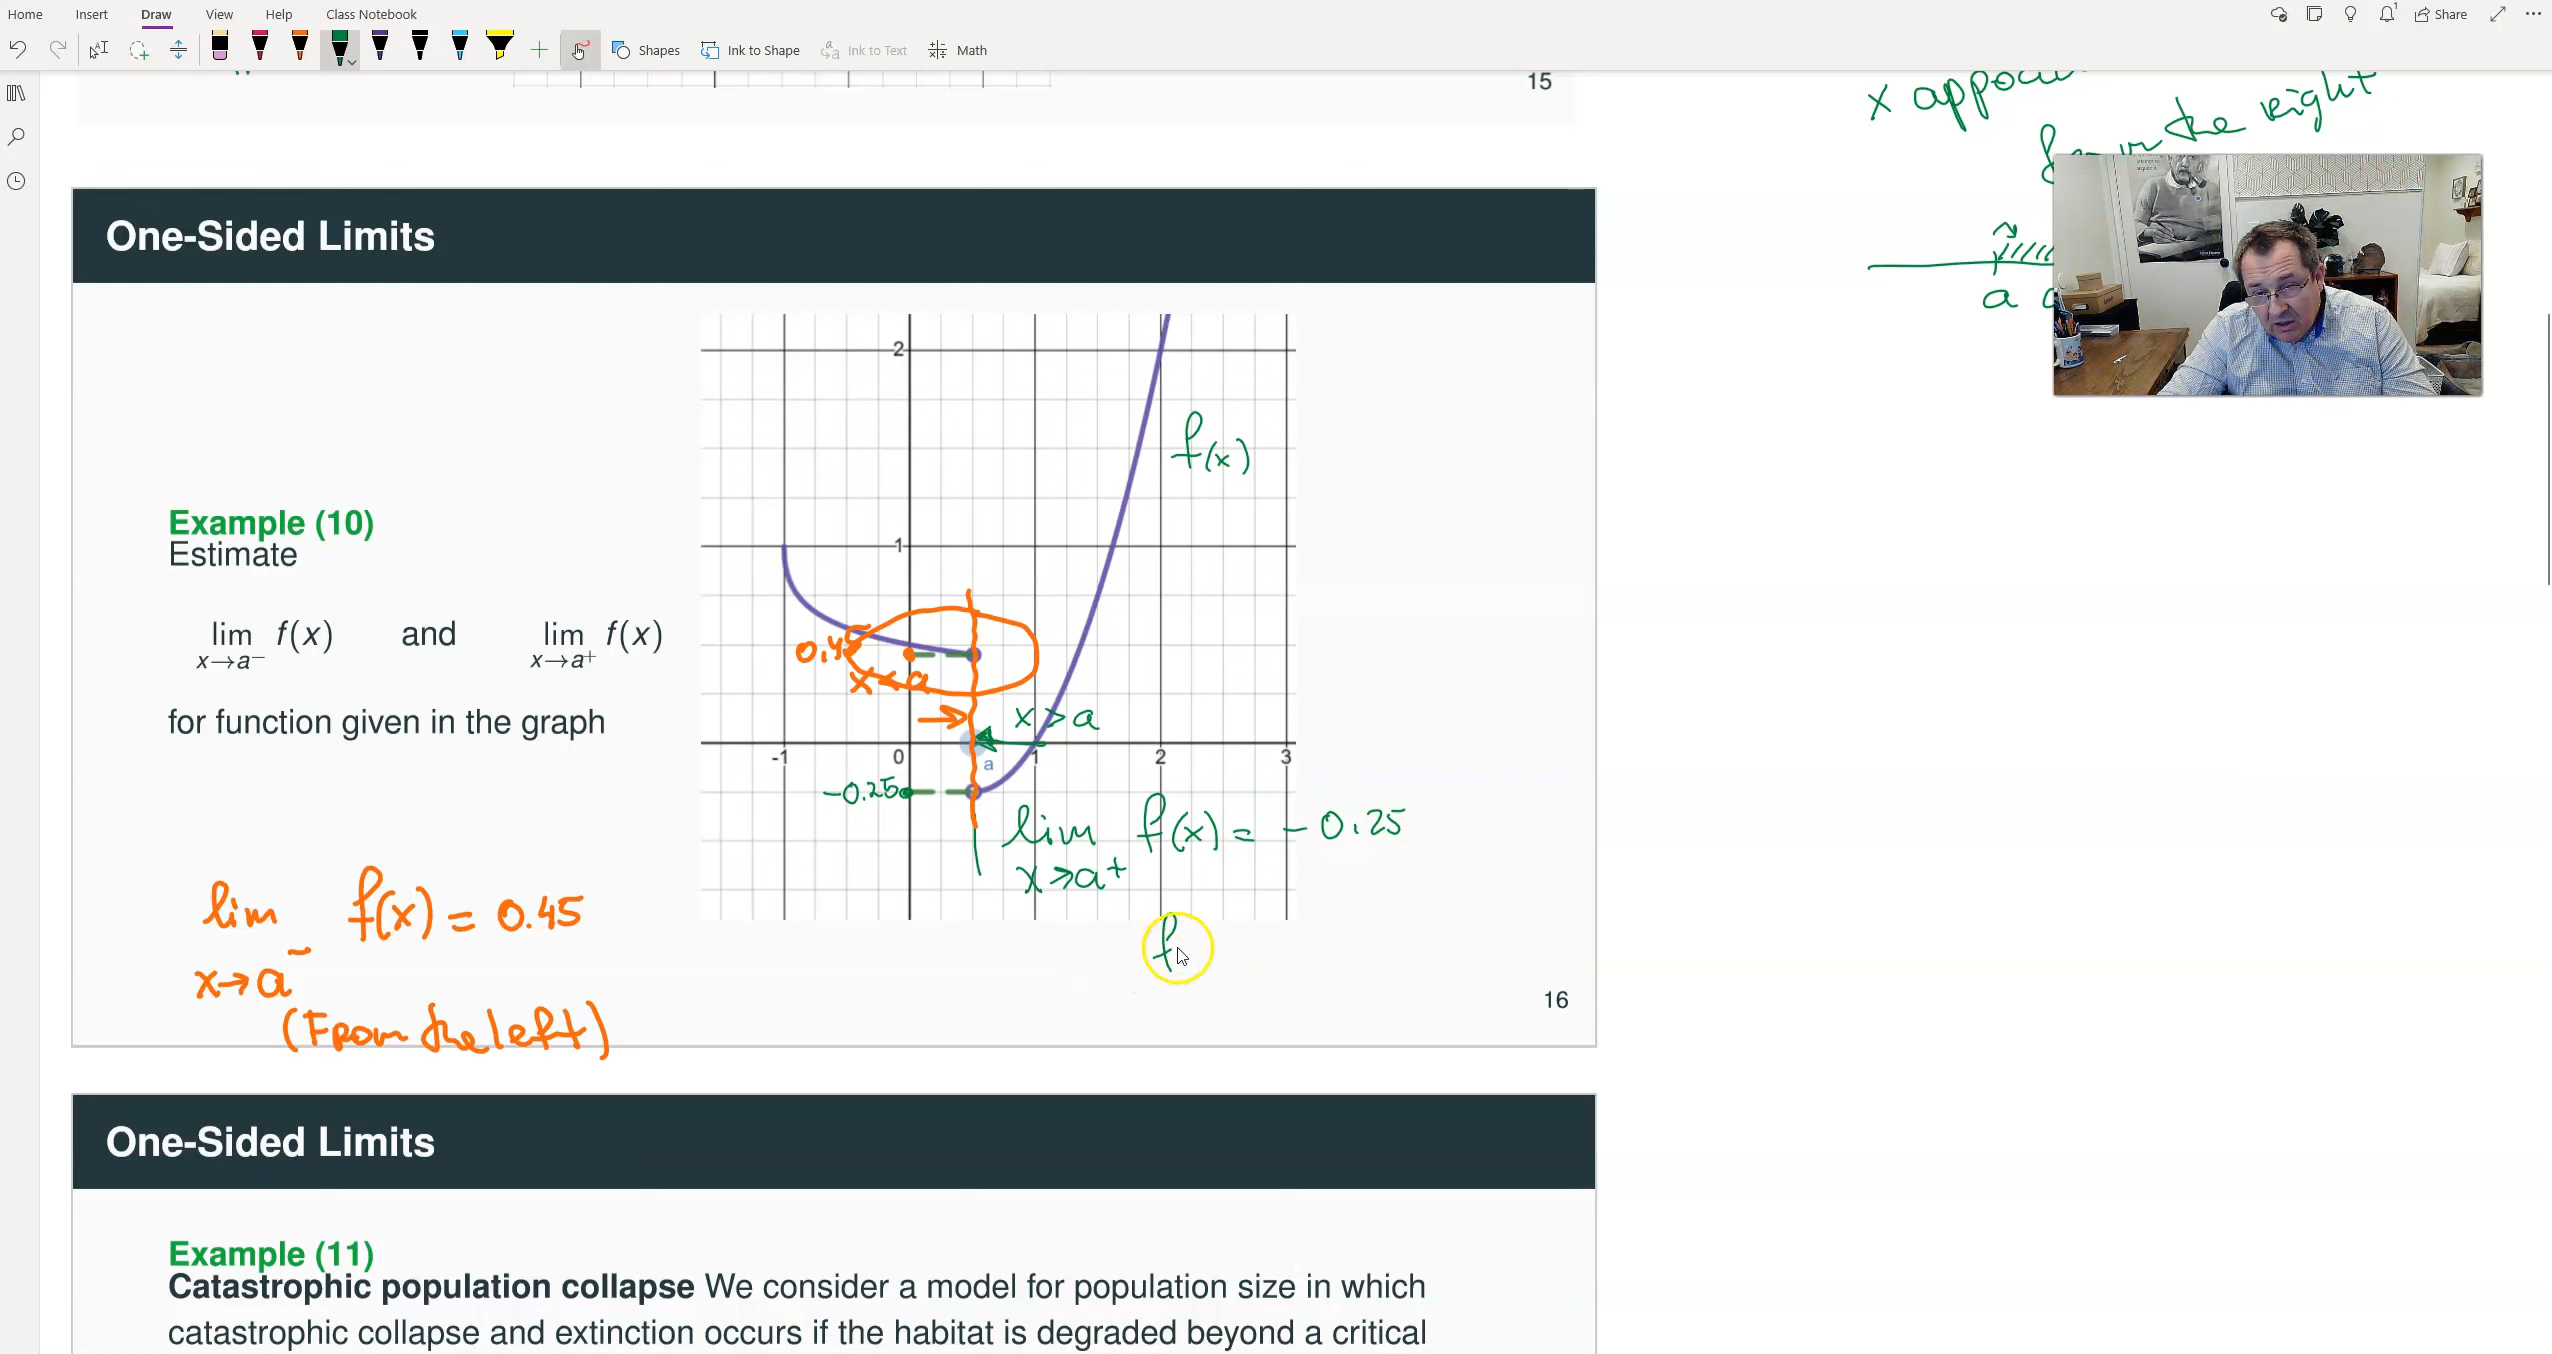 Home Insert Draw View Help Class Notebook
Share
Shapes Ink to Shape Ink to Text Math
15
x
the right
a
One-Sided Limits
Example (10)
Estimate
lim x→a⁻ f(x) and lim x→a⁺ f(x)
for function given in the graph
2
f(x)
1
x<a
x>a
-1 0 a 1 2 3
-0.25
lim f(x) = -0.25
x→a+
lim f(x) = 0.45
x→a⁻
(From the left)
f
16
One-Sided Limits
Example (11)
Catastrophic population collapse We consider a model for population size in which
catastrophic collapse and extinction occurs if the habitat is degraded beyond a critical